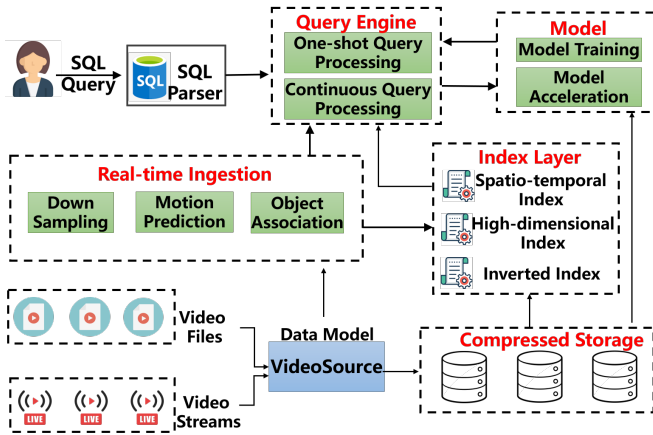 Query Engine
One-shot Query
Processing
Continuous Query
Processing
Model
Model Training
Model
Acceleration
SQL
Query
SQL
SQL
Parser
Real-time Ingestion
Down
Sampling
Motion
Prediction
Object
Association
Index Layer
Spatio-temporal
Index
High-dimensional
Index
Inverted Index
Video
Files
Data Model
VideoSource
Compressed Storage
LIVE
LIVE
LIVE
Video
Streams